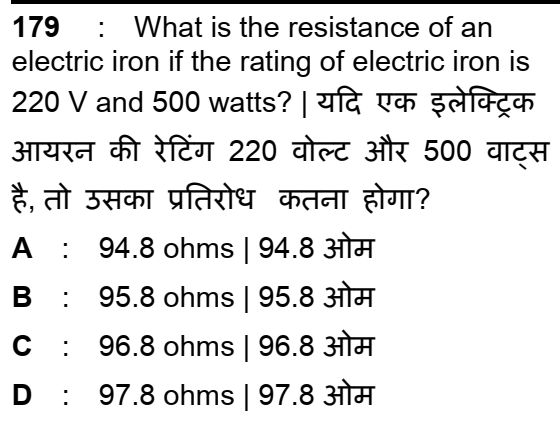 179 : What is the resistance of an
electric iron if the rating of electric iron is
220 V and 500 watts? | यदि एक इलेक्ट्रिक
आयरन की रेटिंग 220 वोल्ट और 500 वाट्स
है, तो उसका प्रतिरोध कतना होगा?
A : 94.8 ohms | 94.8 ओम
B : 95.8 ohms | 95.8 ओम
C : 96.8 ohms | 96.8 ओम
D : 97.8 ohms | 97.8 ओम